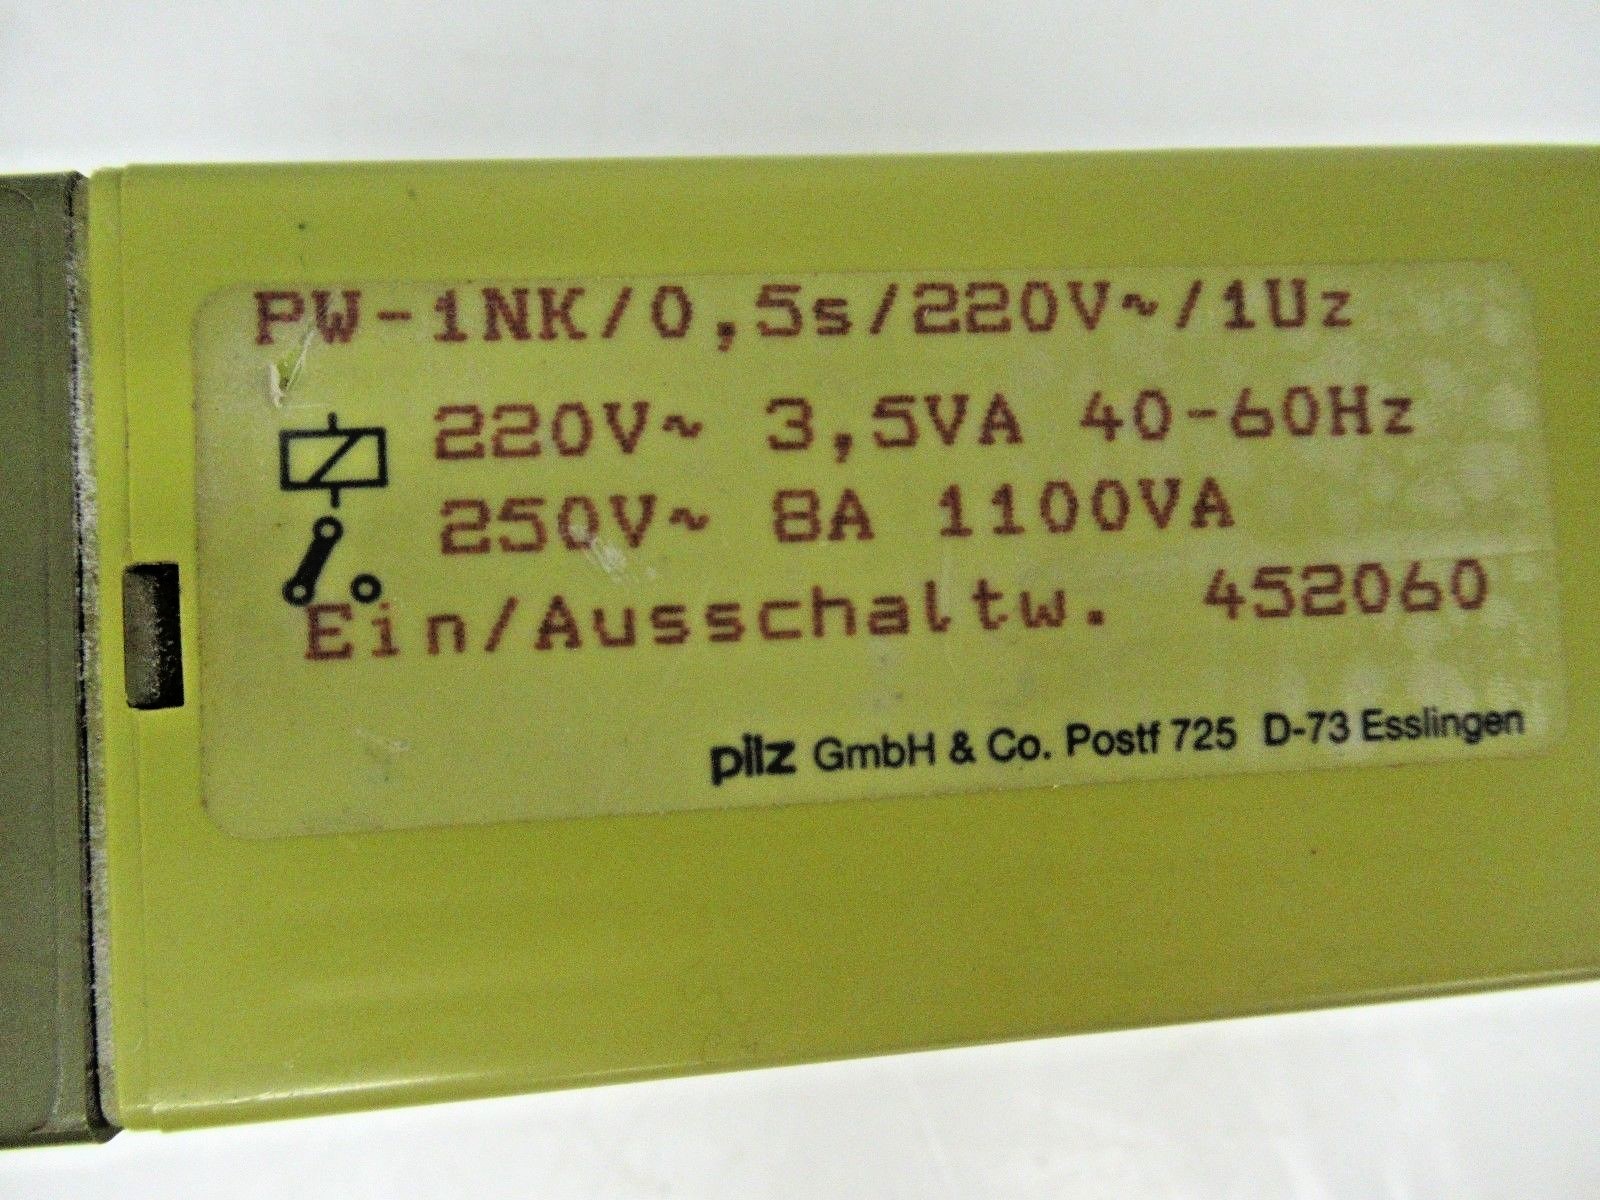 PW-1NK/0,5s/220V~/1Uz
220V~ 3,5VA 40-60Hz
250V~ 8A 1100VA
Ein/Ausschaltw. 452060
pilz GmbH & Co. Postf 725 D-73 Esslingen